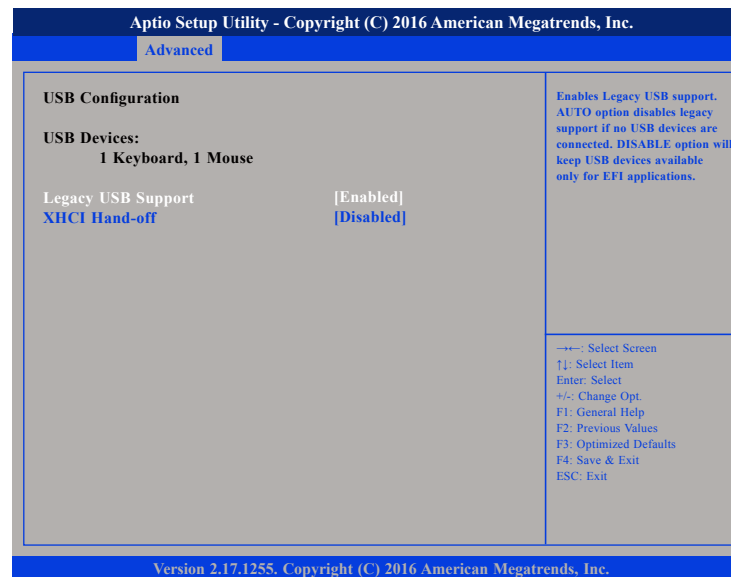 Aptio Setup Utility - Copyright (C) 2016 American Megatrends, Inc.
Advanced
USB Configuration
USB Devices:
1 Keyboard, 1 Mouse
Legacy USB Support [Enabled]
XHCI Hand-off [Disabled]
Enables Legacy USB support.
AUTO option disables legacy
support if no USB devices are
connected. DISABLE option will
keep USB devices available
only for EFI applications.
→←: Select Screen
↑↓: Select Item
Enter: Select
+/-: Change Opt.
F1: General Help
F2: Previous Values
F3: Optimized Defaults
F4: Save & Exit
ESC: Exit
Version 2.17.1255. Copyright (C) 2016 American Megatrends, Inc.